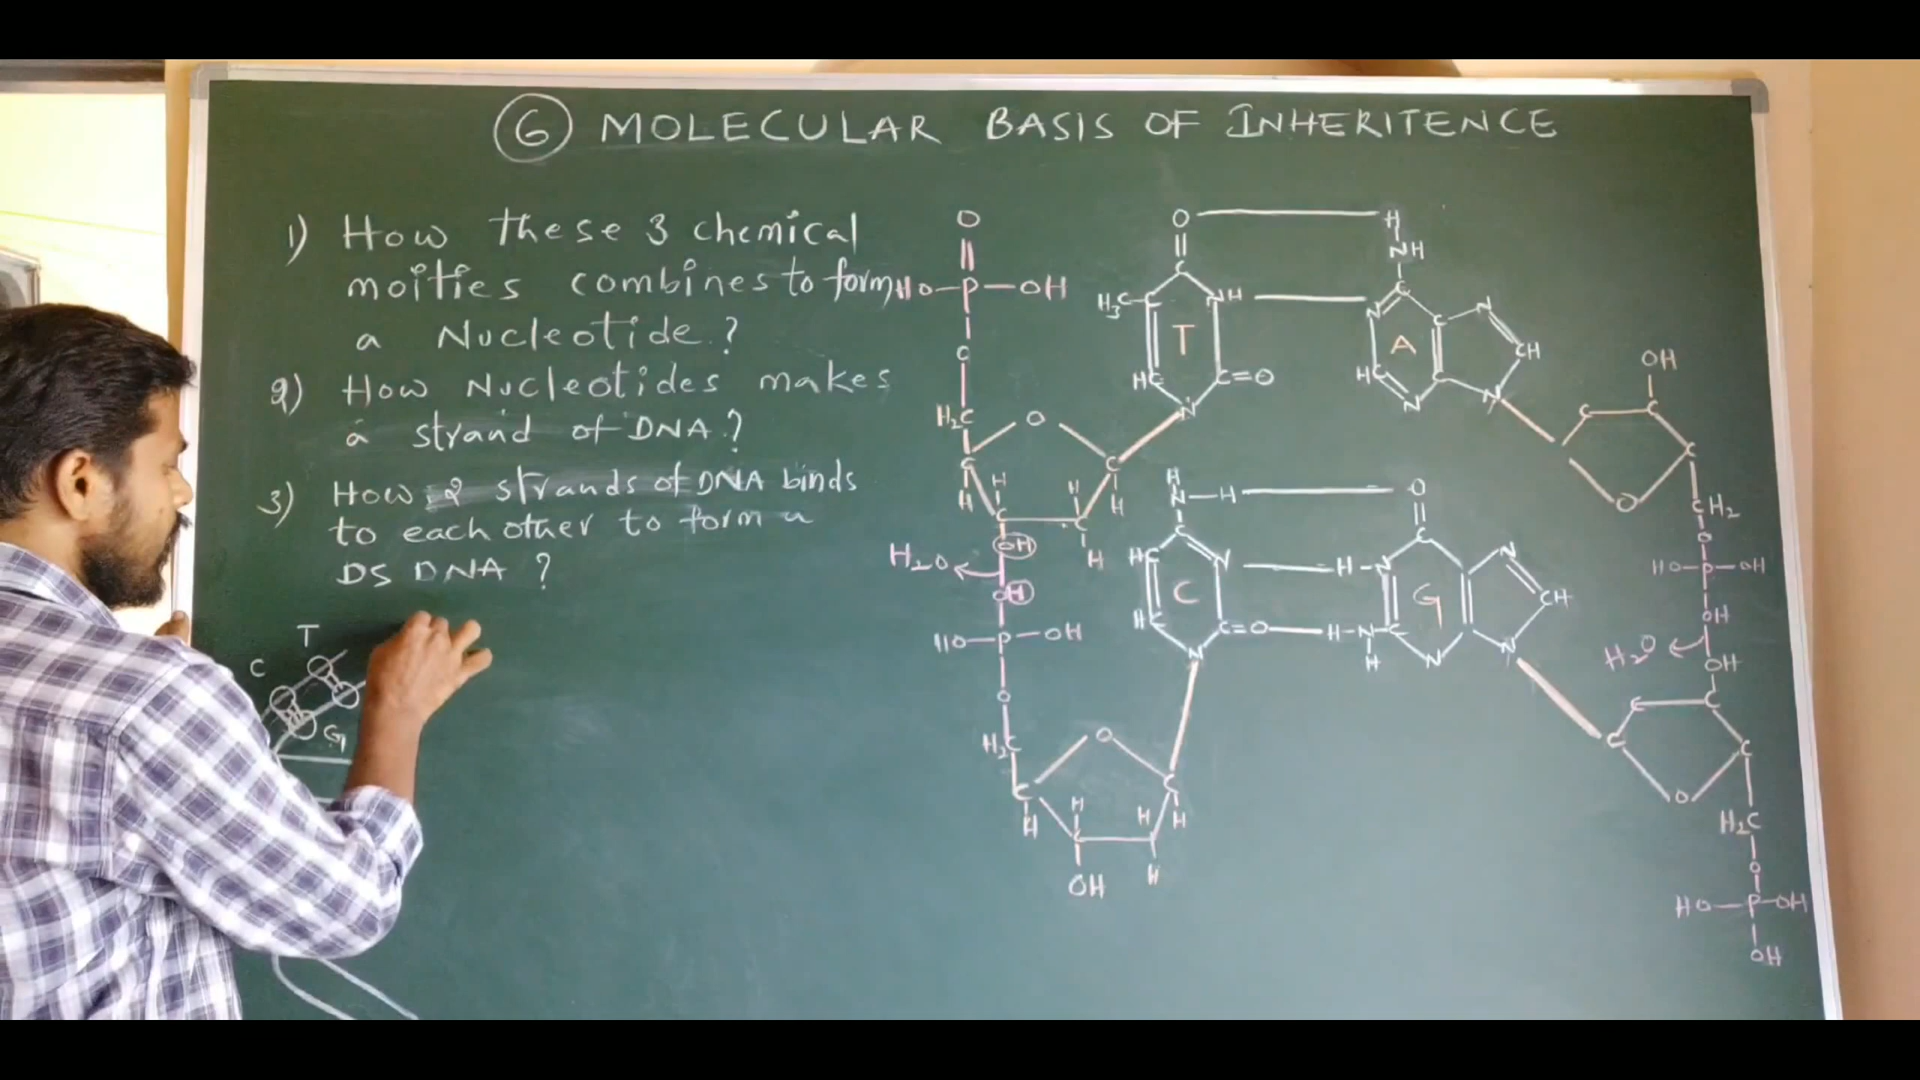 6 MOLECULAR BASIS OF INHERITENCE
1) How these 3 chemical
moities combines to form
a Nucleotide?
2) How Nucleotides makes
a strand of DNA?
3) How 2 strands of DNA binds
to each other to form a
DS DNA ?
T
C
G
O
HO P OH
O
H2C O
C C
H H H H
C C
OH H
H2O
OH
HO P OH
O
H2C O
C C
H H H H
C
OH H
O H
NH
C C
H3C C NH N C N
T A CH
HC C=O HC C
N N N
H
N H O
C C
HC N H N N
C G CH
HC C=O H N C
N H N N
OH
C C
C C
O
CH2
O
HO P OH
OH
H2O
OH
C C
C C
O
H2C
O
HO P OH
OH